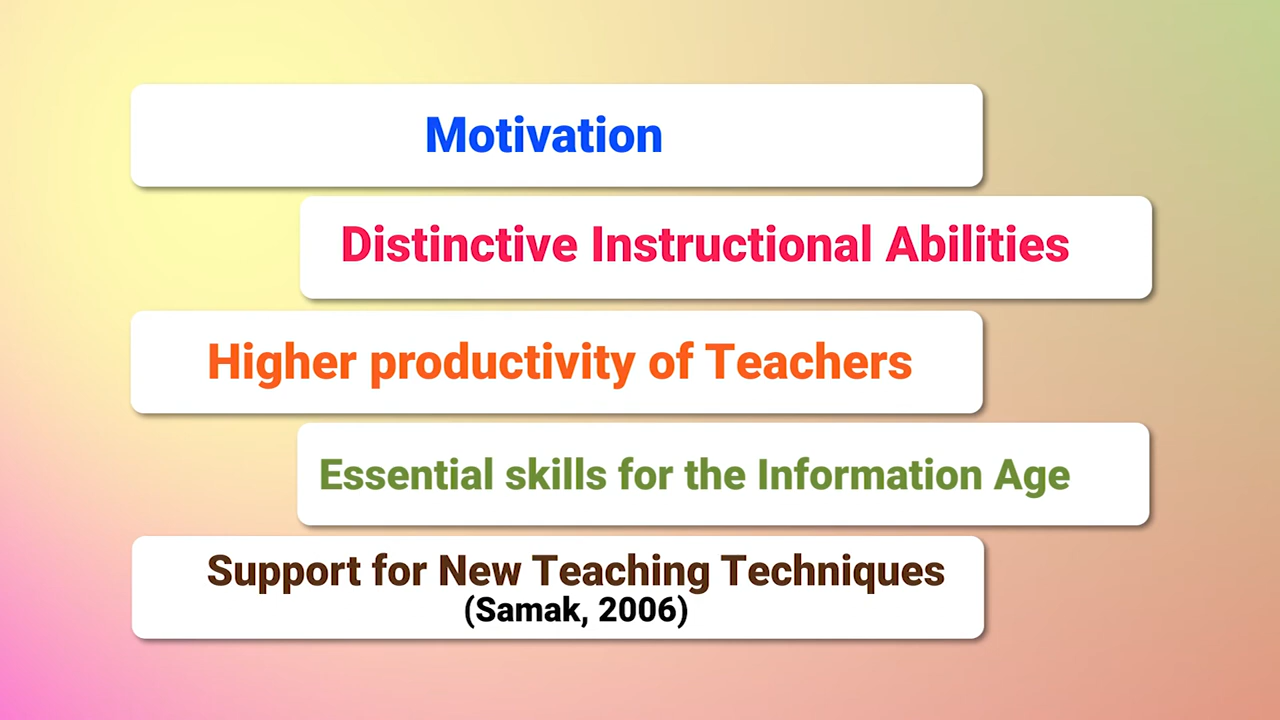 Motivation
Distinctive Instructional Abilities
Higher productivity of Teachers
Essential skills for the Information Age
Support for New Teaching Techniques
(Samak, 2006)